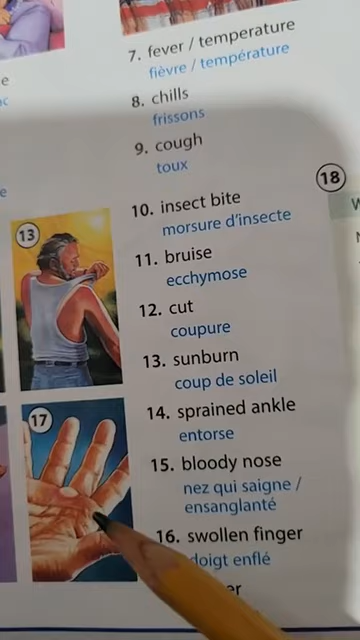 7. fever / temperature
fièvre / température
8. chills
frissons
9. cough
toux
10. insect bite
morsure d'insecte
11. bruise
ecchymose
12. cut
coupure
13. sunburn
coup de soleil
14. sprained ankle
entorse
15. bloody nose
nez qui saigne /
ensanglanté
16. swollen finger
doigt enflé
13
17
18